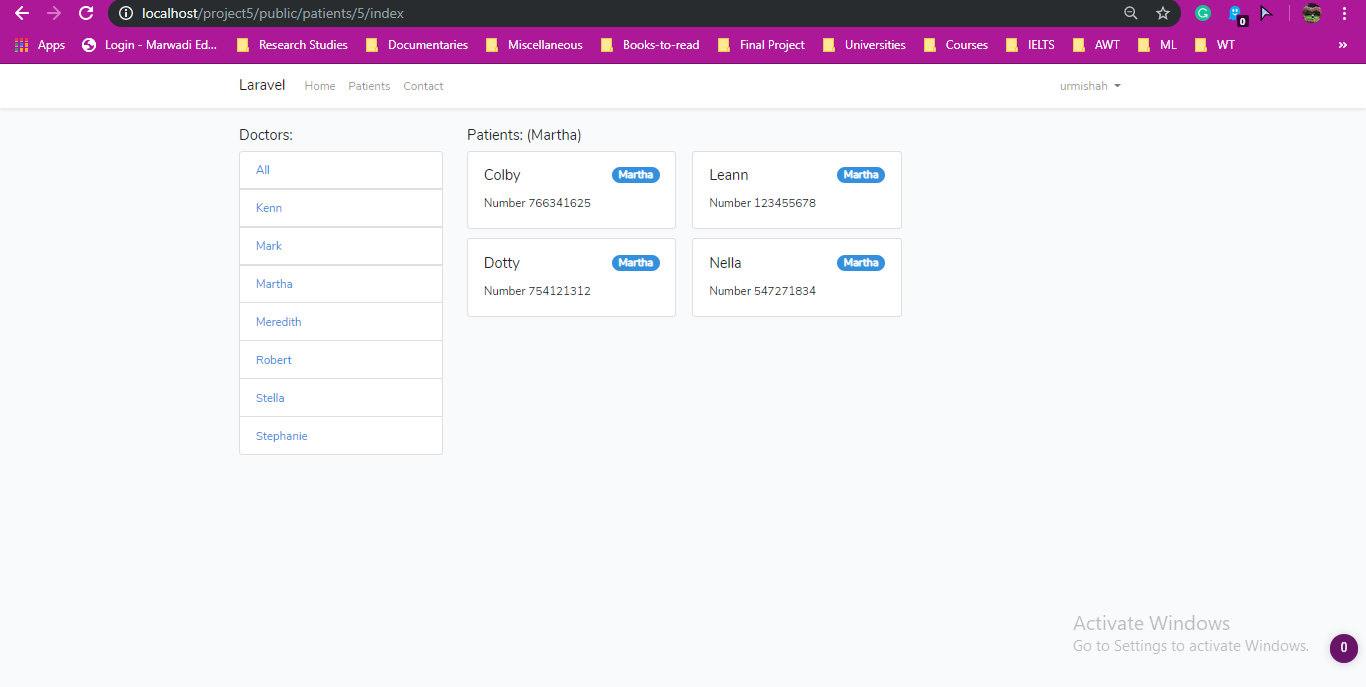 localhost/project5/public/patients/5/index
0
Apps Login - Marwadi Ed... Research Studies Documentaries Miscellaneous Books-to-read Final Project Universities Courses IELTS AWT ML WT »
Laravel Home Patients Contact urmishah
Doctors:
All
Kenn
Mark
Martha
Meredith
Robert
Stella
Stephanie
Patients: (Martha)
Colby Martha
Number 766341625
Leann Martha
Number 123455678
Dotty Martha
Number 754121312
Nella Martha
Number 547271834
Activate Windows
Go to Settings to activate Windows.
0